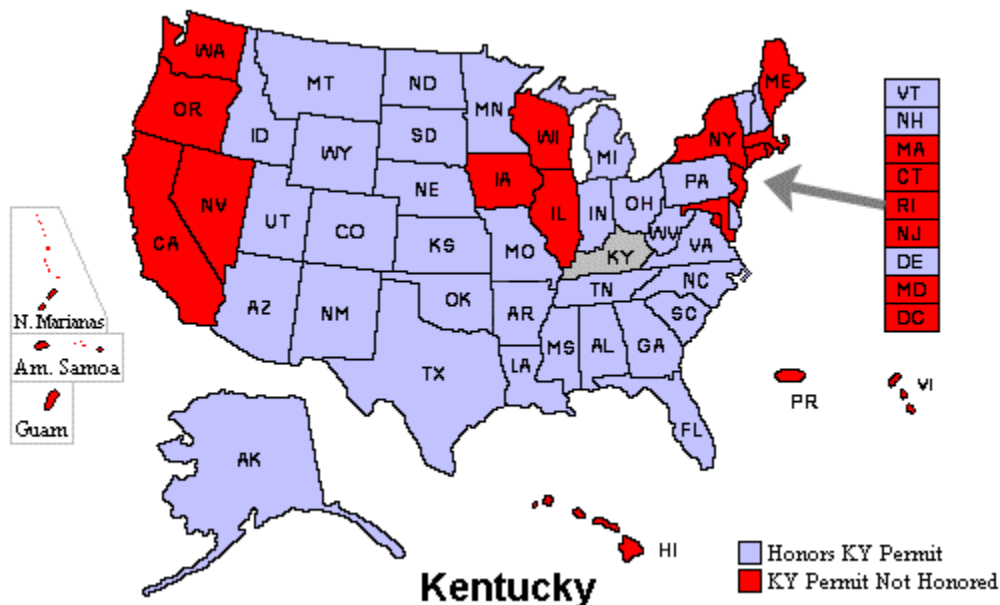 WA
MT
ND
MN
ME
OR
ID
SD
WI
NY
VT
NH
MA
CT
RI
NJ
DE
MD
DC
WY
MI
IA
NE
PA
NV
UT
CO
IL
IN
OH
WV
VA
CA
KS
MO
KY
NC
TN
AZ
NM
OK
AR
SC
MS
AL
GA
LA
TX
FL
N. Marianas
Am. Samoa
Guam
PR
VI
AK
HI
Honors KY Permit
KY Permit Not Honored
Kentucky